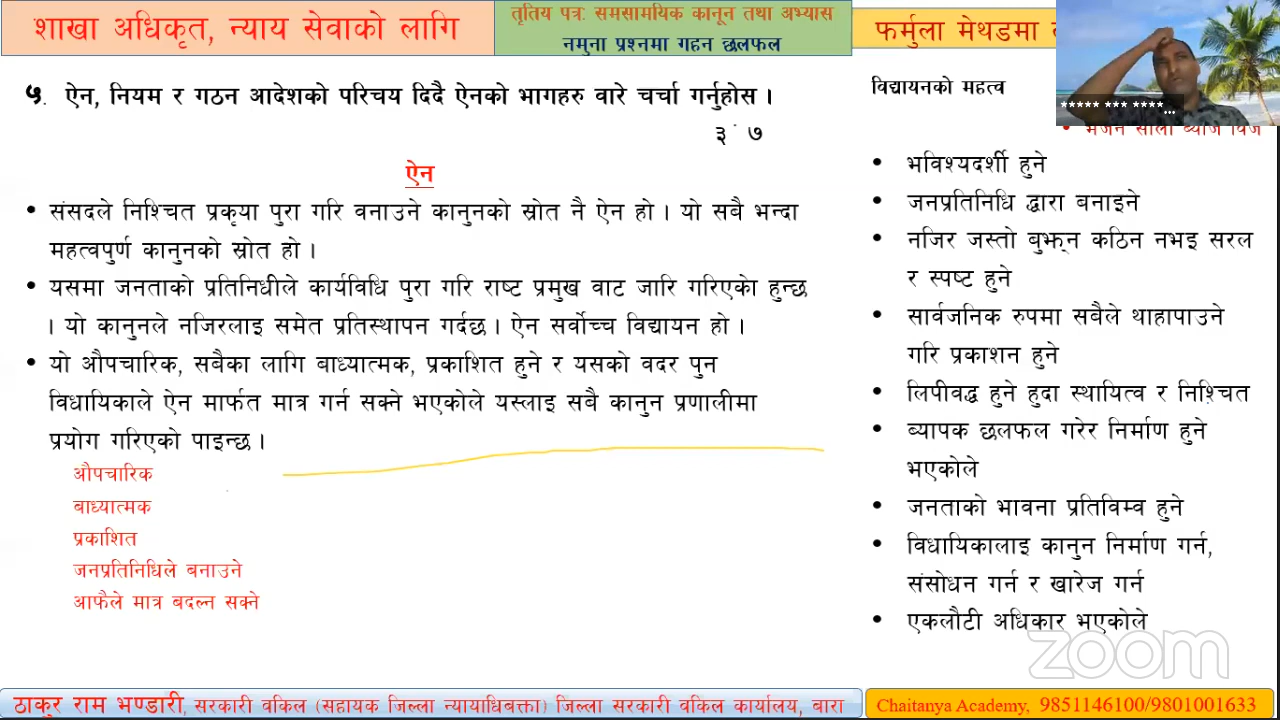 शाखा अधिकृत, न्याय सेवाको लागि
तृतिय पत्र: समसामयिक कानून तथा अभ्यास
नमुना प्रश्नमा गहन छलफल
फर्मुला मेथडमा
५. ऐन, नियम र गठन आदेशको परिचय दिदै ऐनको भागहरु वारे चर्चा गर्नुहोस ।
३ ७
ऐन
• संसदले निश्चित प्रकृया पुरा गरि वनाउने कानुनको स्रोत नै ऐन हो । यो सबै भन्दा
महत्वपुर्ण कानुनको स्रोत हो ।
• यसमा जनताको प्रतिनिधीले कार्यविधि पुरा गरि राष्ट प्रमुख वाट जारि गरिएको हुन्छ
। यो कानुनले नजिरलाइ समेत प्रतिस्थापन गर्दछ । ऐन सर्वोच्च विद्यायन हो ।
• यो औपचारिक, सबैका लागि बाध्यात्मक, प्रकाशित हुने र यसको वदर पुन
विधायिकाले ऐन मार्फत मात्र गर्न सक्ने भएकोले यस्लाइ सबै कानुन प्रणालीमा
प्रयोग गरिएको पाइन्छ ।
औपचारिक
बाध्यात्मक
प्रकाशित
जनप्रतिनिधिले बनाउने
आफैले मात्र बदल्न सक्ने
विद्यायनको महत्व
***** *** ****...
• भविश्यदर्शी हुने
• जनप्रतिनिधि द्वारा बनाइने
• नजिर जस्तो बुझ्न कठिन नभइ सरल
र स्पष्ट हुने
• सार्वजनिक रुपमा सबैले थाहापाउने
गरि प्रकाशन हुने
• लिपीवद्ध हुने हुदा स्थायित्व र निश्चित
• ब्यापक छलफल गरेर निर्माण हुने
भएकोले
• जनताको भावना प्रतिविम्व हुने
• विधायिकालाइ कानुन निर्माण गर्न,
संसोधन गर्न र खारेज गर्न
• एकलौटी अधिकार भएकोले
zoom
ठाकुर राम भण्डारी, सरकारी वकिल (सहायक जिल्ला न्यायाधिबक्ता) जिल्ला सरकारी वकिल कार्यालय, बारा
Chaitanya Academy, 9851146100/9801001633